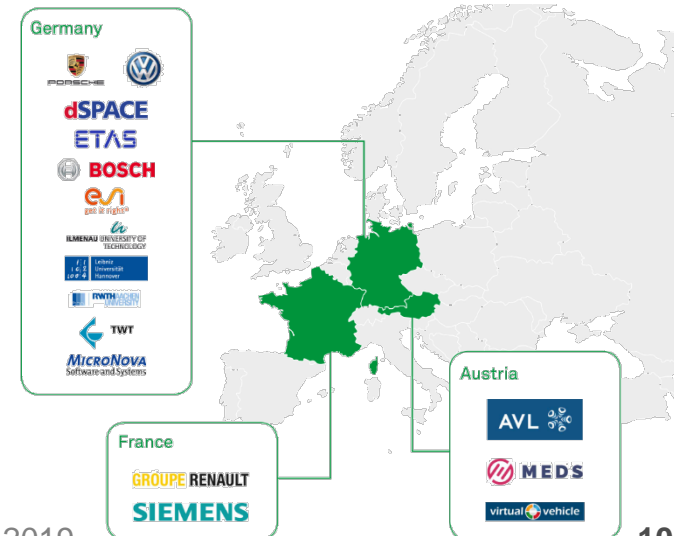 Germany
PORSCHE
dSPACE
ETAS
BOSCH
esi
get it right®
ILMENAU UNIVERSITY OF
TECHNOLOGY
Leibniz
Universität
Hannover
RWTHAACHEN
UNIVERSITY
TWT
MICRONOVA
Software and Systems
France
GROUPE RENAULT
SIEMENS
Austria
AVL
MEDS
virtual vehicle
2019
10